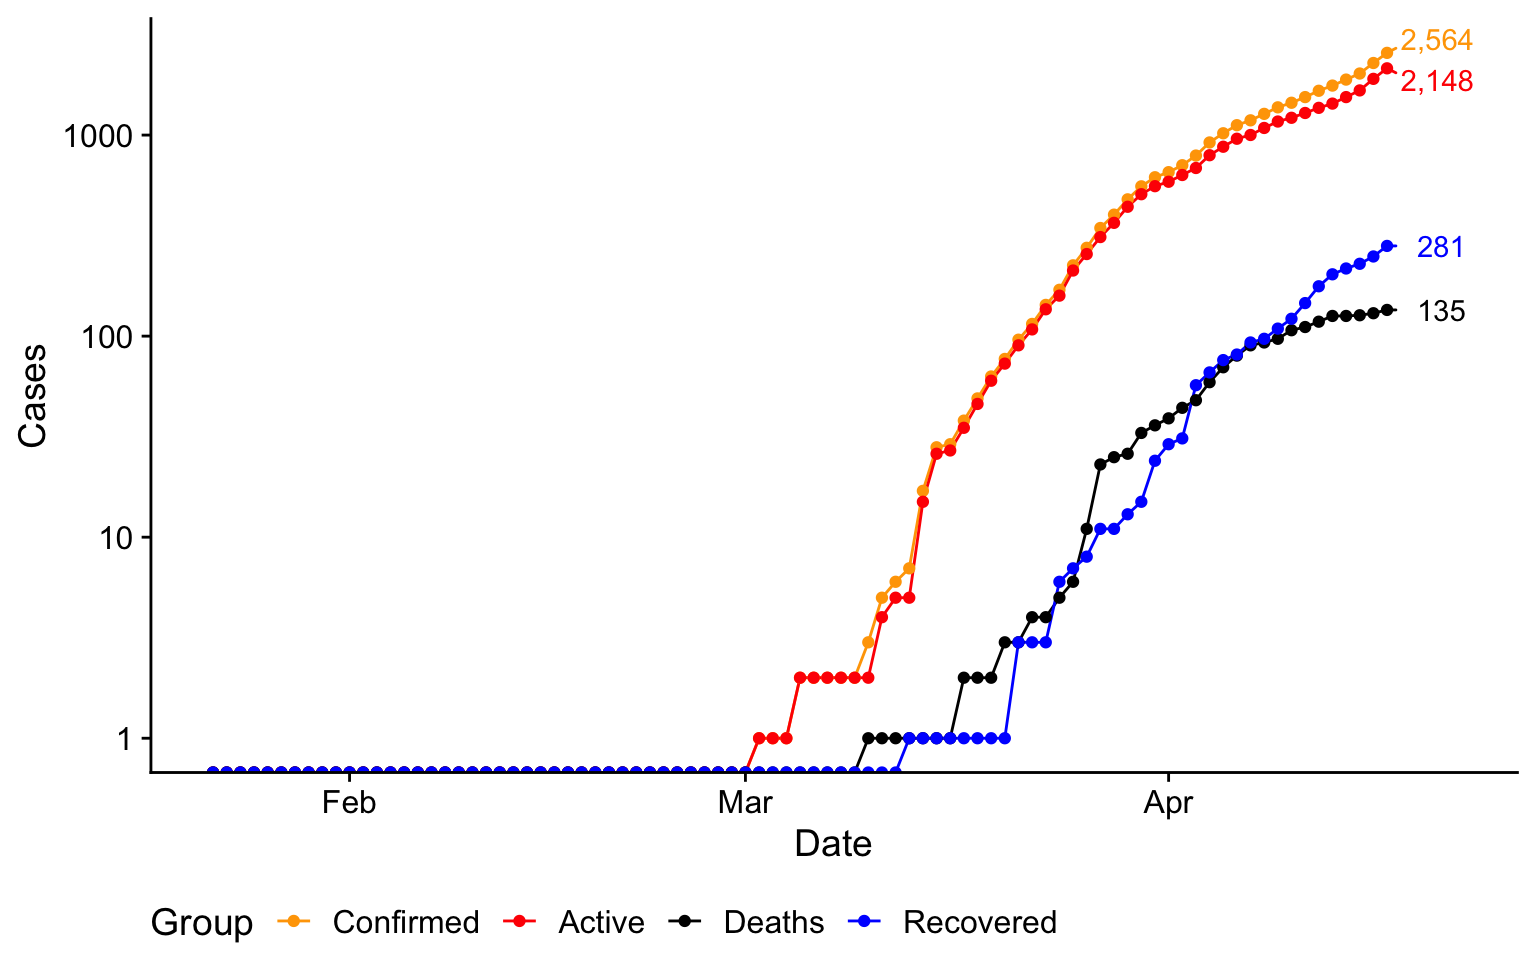 2,564
2,148
1000
281
135
100
Cases
10
1
Feb Mar Apr
Date
Group Confirmed Active Deaths Recovered